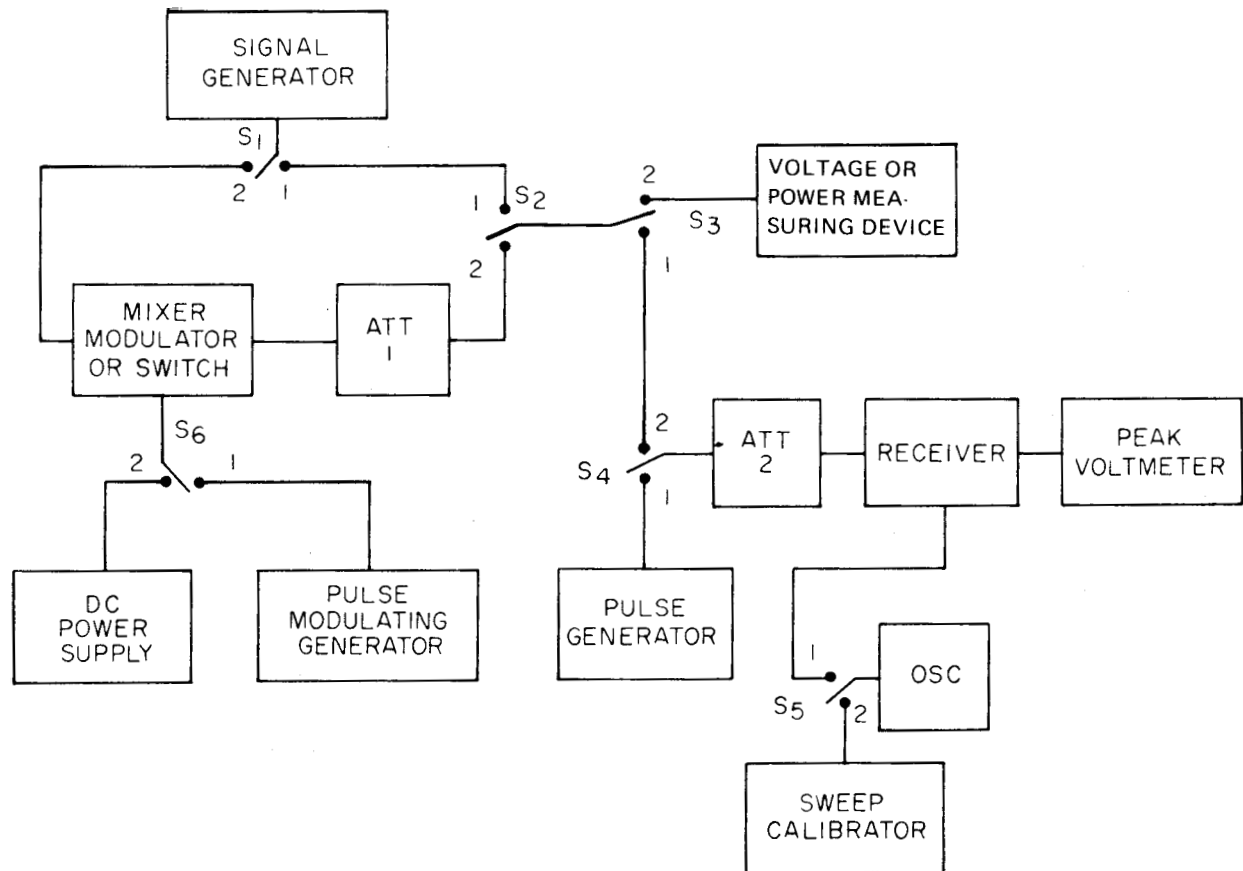 SIGNAL
GENERATOR
S1
2
1
1
S2
2
2
S3
1
VOLTAGE OR
POWER MEA-
SURING DEVICE
MIXER
MODULATOR
OR SWITCH
ATT
1
S6
2
1
2
S4
1
ATT
2
RECEIVER
PEAK
VOLTMETER
DC
POWER
SUPPLY
PULSE
MODULATING
GENERATOR
PULSE
GENERATOR
1
S5
2
OSC
SWEEP
CALIBRATOR